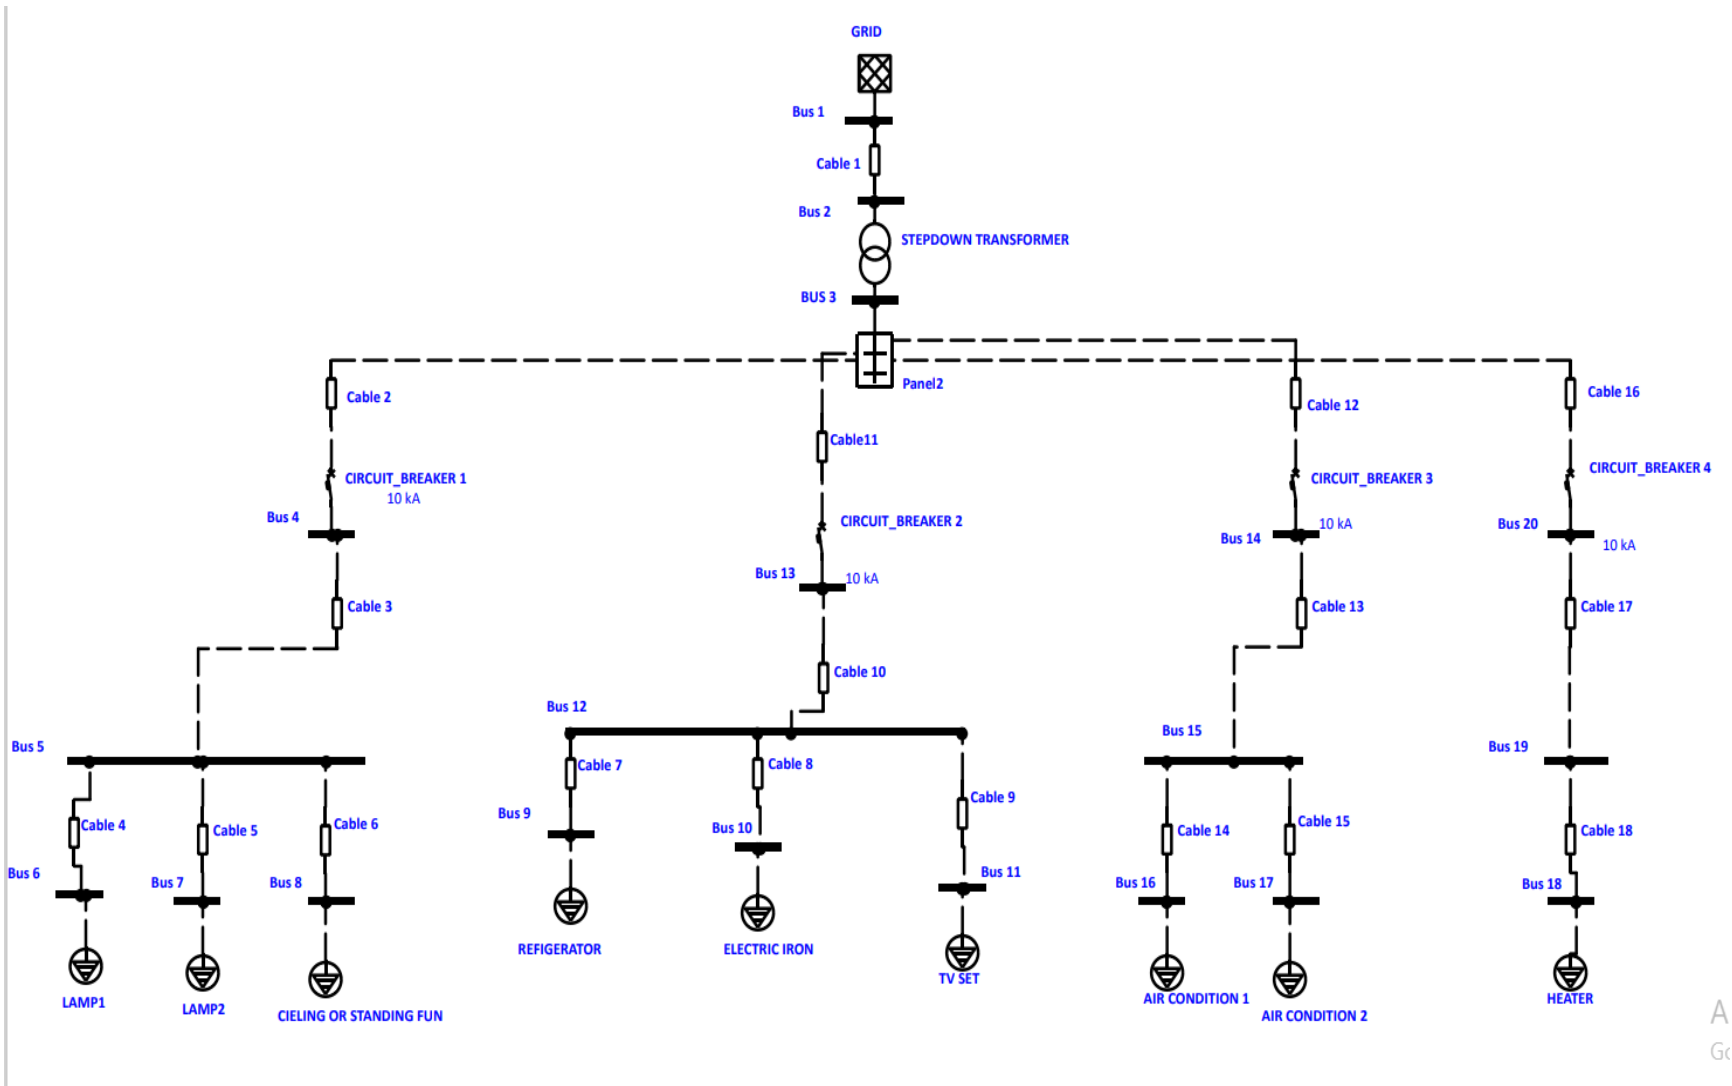 GRID
Bus 1
Cable 1
Bus 2
STEPDOWN TRANSFORMER
BUS 3
Panel2
Cable 2
Cable 12
Cable 16
Cable11
CIRCUIT_BREAKER 1
10 kA
CIRCUIT_BREAKER 3
CIRCUIT_BREAKER 4
Bus 4
CIRCUIT_BREAKER 2
10 kA
Bus 14
Bus 20
10 kA
Bus 13
10 kA
Cable 3
Cable 13
Cable 17
Cable 10
Bus 12
Bus 5
Bus 15
Bus 19
Cable 7
Cable 8
Cable 9
Cable 4
Cable 5
Cable 6
Bus 9
Bus 10
Cable 14
Cable 15
Cable 18
Bus 6
Bus 7
Bus 8
Bus 11
Bus 16
Bus 17
Bus 18
REFIGERATOR
ELECTRIC IRON
TV SET
LAMP1
LAMP2
CIELING OR STANDING FUN
AIR CONDITION 1
AIR CONDITION 2
HEATER